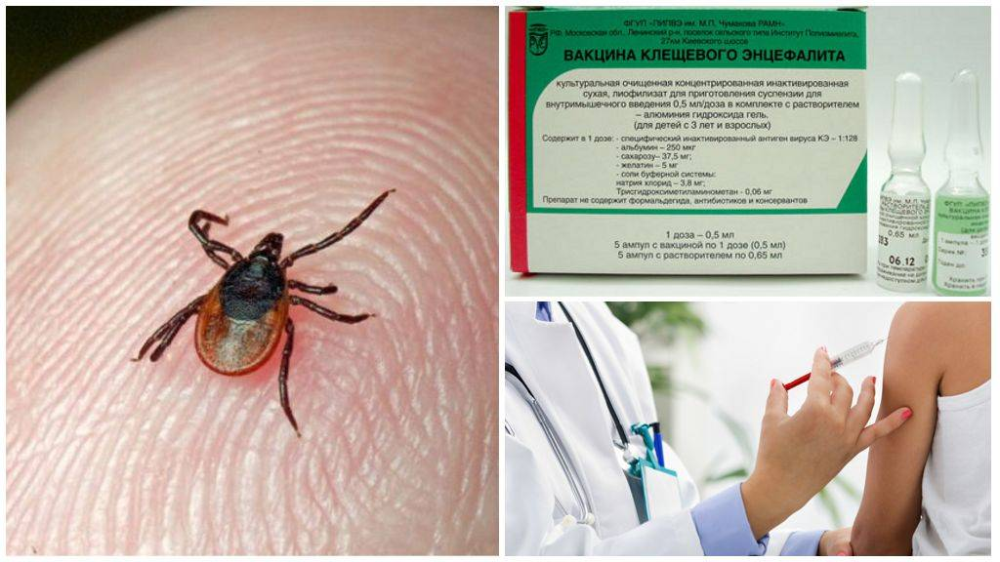 ФГУП «ПИПВЭ им. М.П. Чумакова РАМН»
РФ, Московская обл., Ленинский р-н, поселок сельского типа Институт Полиомиелита,
27км Киевского шоссе
ВАКЦИНА КЛЕЩЕВОГО ЭНЦЕФАЛИТА
культуральная очищенная концентрированная инактивированная
сухая, лиофилизат для приготовления суспензии для
внутримышечного введения 0,5 мл/доза в комплекте с растворителем
– алюминия гидроксида гель.
(для детей с 3 лет и взрослых)
Содержит в 1 дозе: - специфический инактивированный антиген вируса КЭ – 1:128
- альбумин – 250 мкг
- сахарозу– 37,5 мг;
- желатин – 5 мг
- соли буферной системы:
натрия хлорид – 3,8 мг;
Трисгидроксиметиламинометан - 0,06 мг
Препарат не содержит формальдегида, антибиотиков и консервантов
1 доза – 0,5 мл
5 ампул с вакциной по 1 дозе (0,5 мл)
5 ампул с растворителем по 0,65 мл
0,65 мл
06.12